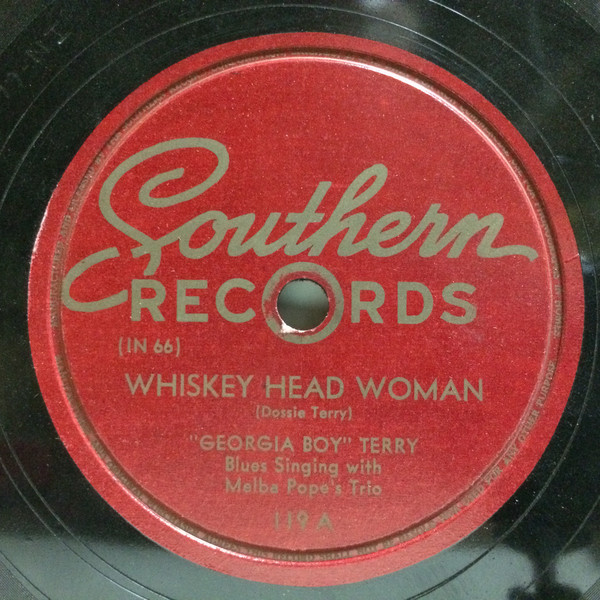 Southern
RECORDS
(IN 66)
WHISKEY HEAD WOMAN
(Dossie Terry)
"GEORGIA BOY" TERRY
Blues Singing with
Melba Pope's Trio
119 A